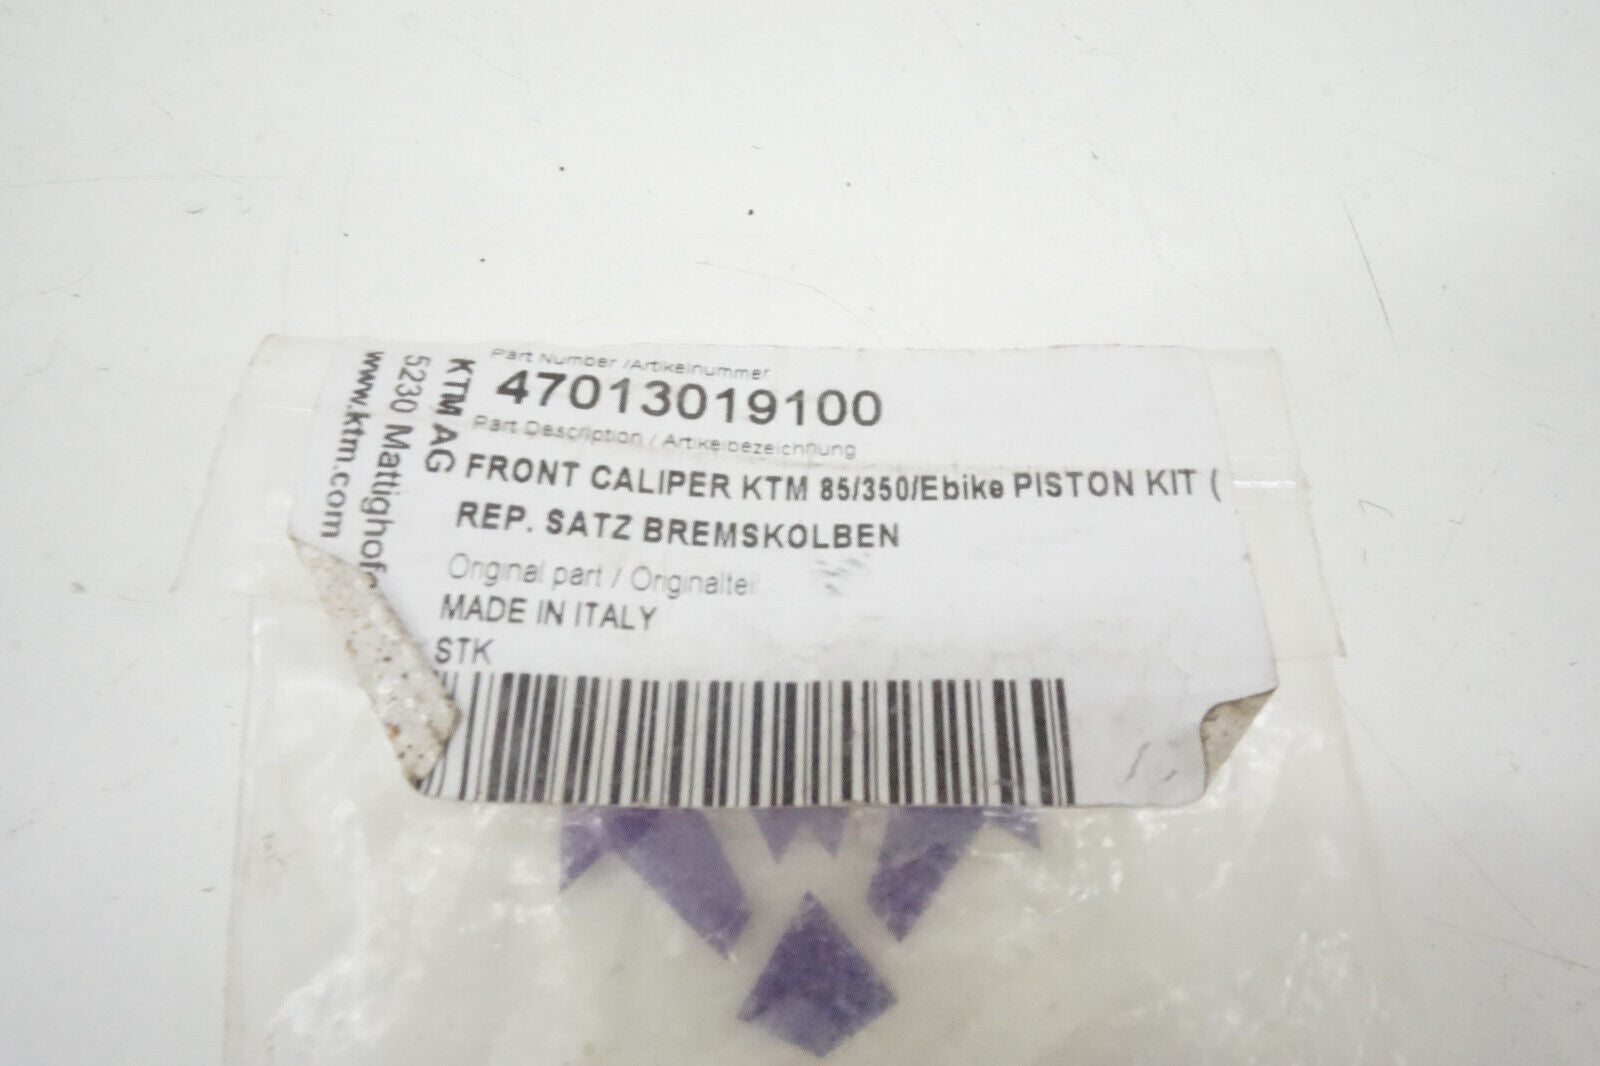 Part Number /Artikelnummer
47013019100
Part Description / Artikelbezeichnung
FRONT CALIPER KTM 85/350/Ebike PISTON KIT (
REP. SATZ BREMSKOLBEN
Original part / Originalteil
MADE IN ITALY
STK
KTM AG
5230 Mattighof
www.ktm.com